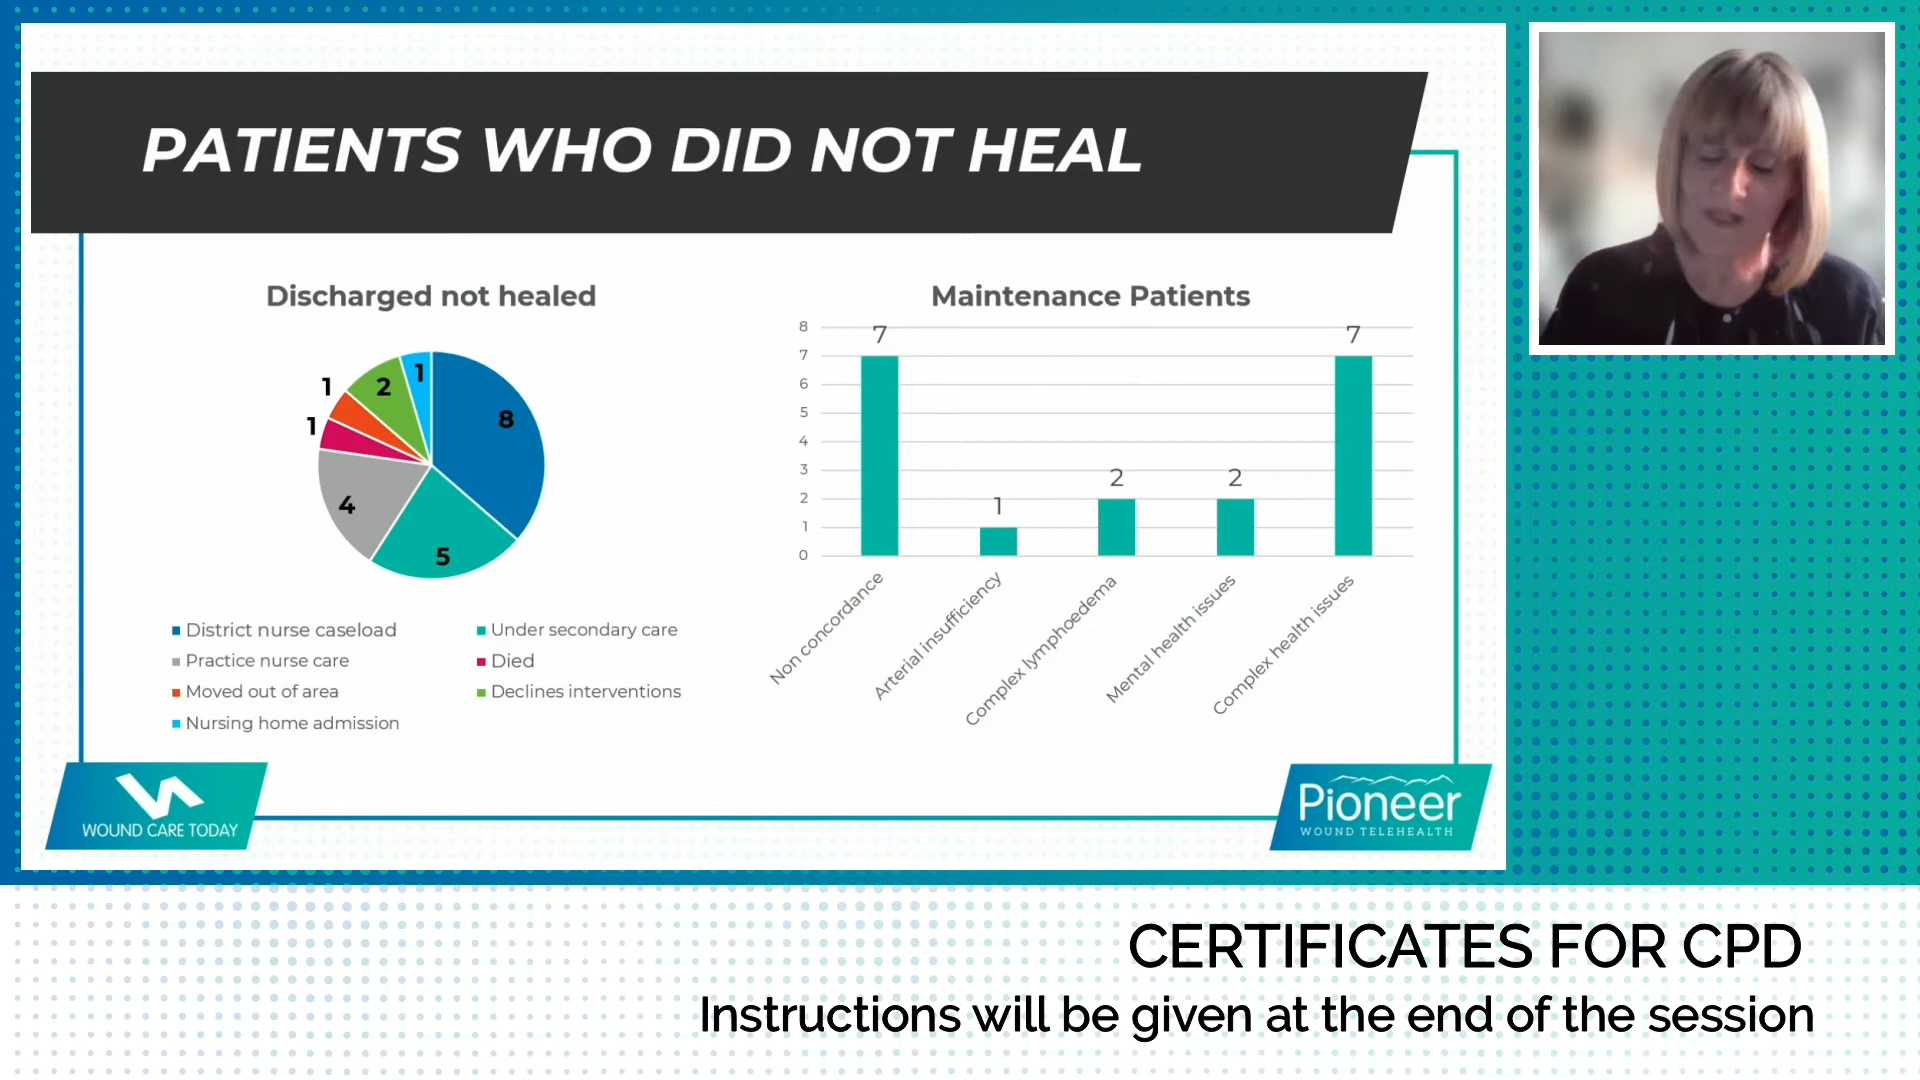 PATIENTS WHO DID NOT HEAL
Discharged not healed
8
5
4
1
1
2
1
District nurse caseload
Under secondary care
Practice nurse care
Died
Moved out of area
Declines interventions
Nursing home admission
Maintenance Patients
8
7
6
5
4
3
2
1
0
7
1
2
2
7
Non concordance
Arterial insufficiency
Complex lymphoedema
Mental health issues
Complex health issues
WOUND CARE TODAY
Pioneer
WOUND TELEHEALTH
CERTIFICATES FOR CPD
Instructions will be given at the end of the session